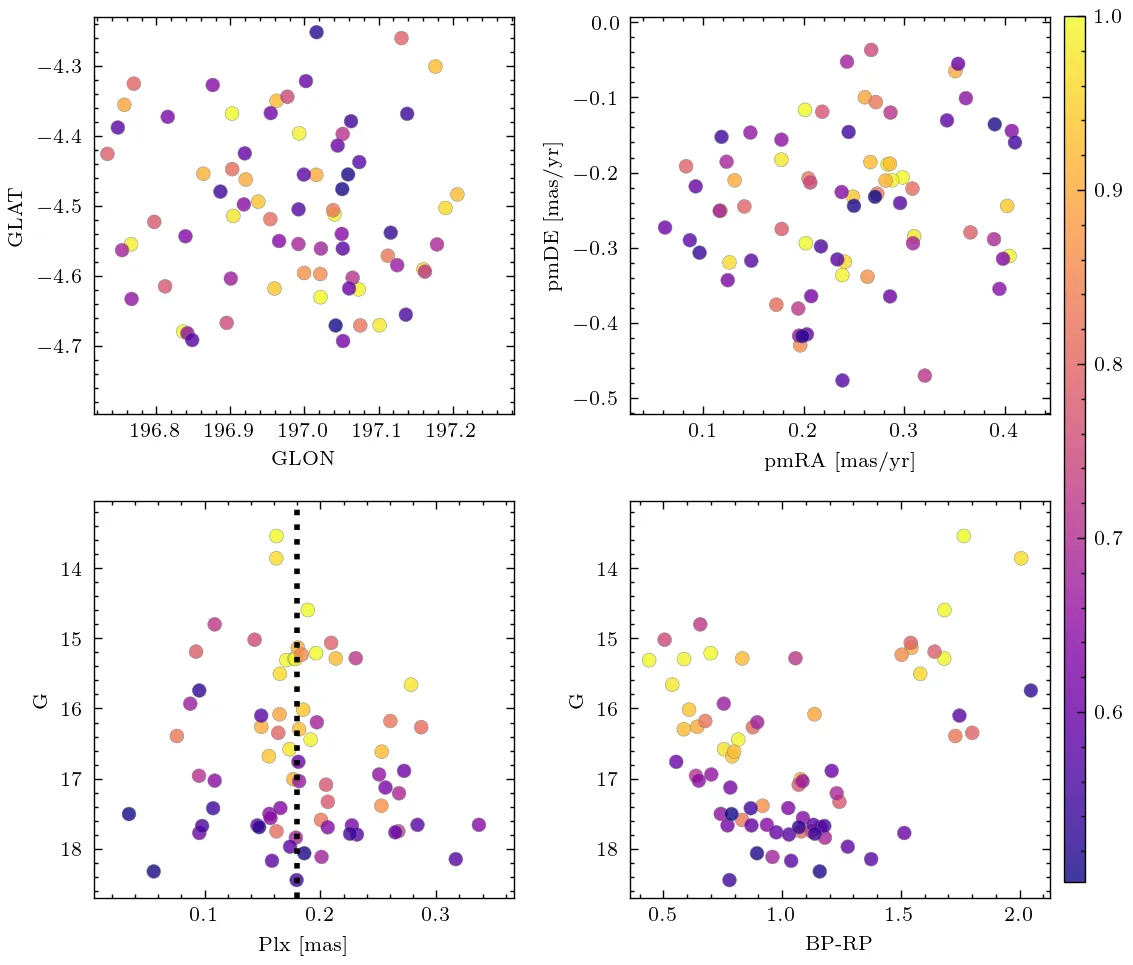 −4.3
−4.4
−4.5
−4.6
−4.7
GLAT
196.8 196.9 197.0 197.1 197.2
GLON
0.0
−0.1
−0.2
−0.3
−0.4
−0.5
pmDE [mas/yr]
0.1 0.2 0.3 0.4
pmRA [mas/yr]
1.0
0.9
0.8
0.7
0.6
14
15
16
17
18
G
0.1 0.2 0.3
Plx [mas]
14
15
16
17
18
G
0.5 1.0 1.5 2.0
BP-RP